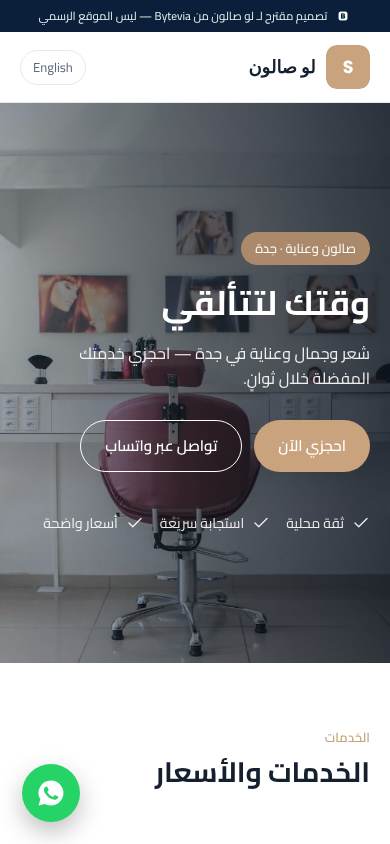 تصميم مقترح لـ لو صالون من Bytevia — ليس الموقع الرسمي
S
لو صالون
English
صالون وعناية · جدة
وقتك لتتألقي
شعر وجمال وعناية في جدة — احجزي خدمتك
المفضلة خلال ثوانٍ.
احجزي الآن
تواصل عبر واتساب
ثقة محلية
استجابة سريعة
أسعار واضحة
الخدمات
الخدمات والأسعار